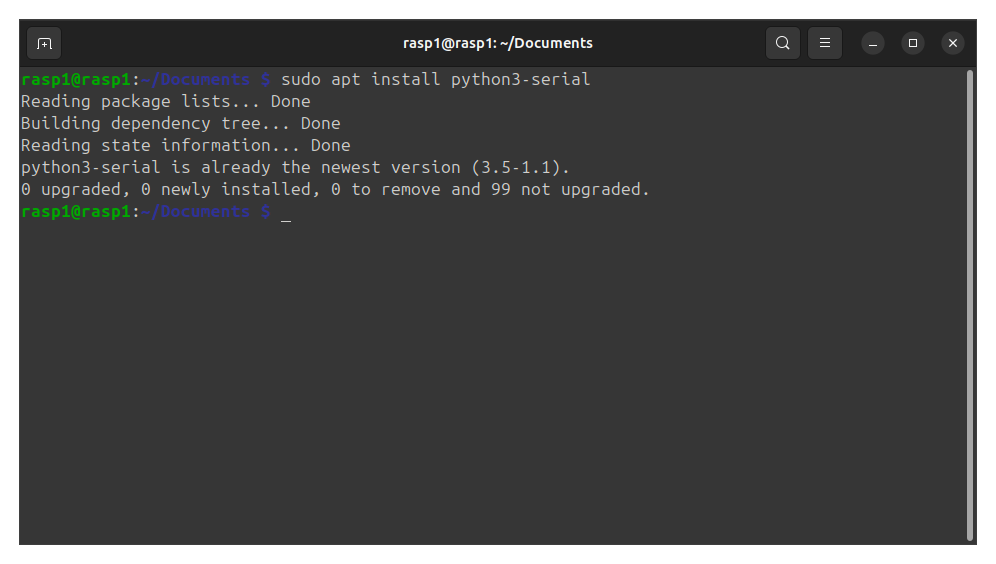 rasp1@rasp1: ~/Documents
rasp1@rasp1:~/Documents $ sudo apt install python3-serial
Reading package lists... Done
Building dependency tree... Done
Reading state information... Done
python3-serial is already the newest version (3.5-1.1).
0 upgraded, 0 newly installed, 0 to remove and 99 not upgraded.
rasp1@rasp1:~/Documents $ _